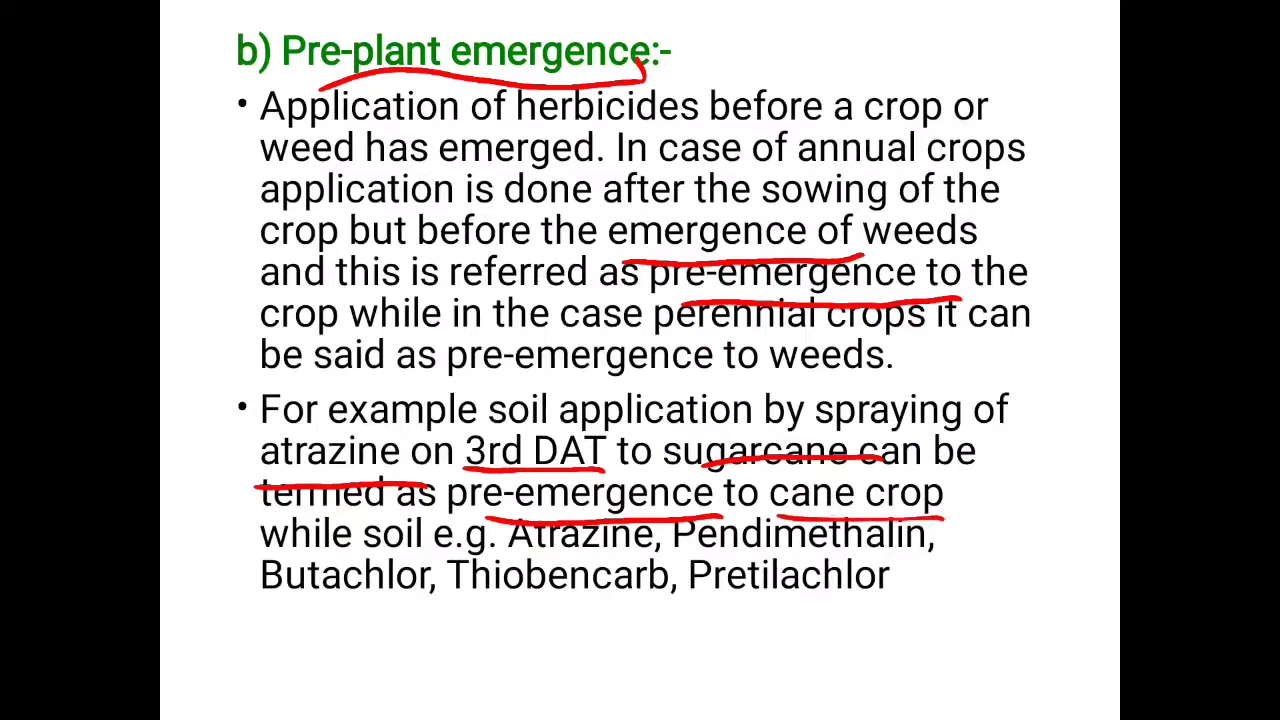 b) Pre-plant emergence:-
• Application of herbicides before a crop or
weed has emerged. In case of annual crops
application is done after the sowing of the
crop but before the emergence of weeds
and this is referred as pre-emergence to the
crop while in the case perennial crops it can
be said as pre-emergence to weeds.
• For example soil application by spraying of
atrazine on 3rd DAT to sugarcane can be
termed as pre-emergence to cane crop
while soil e.g. Atrazine, Pendimethalin,
Butachlor, Thiobencarb, Pretilachlor